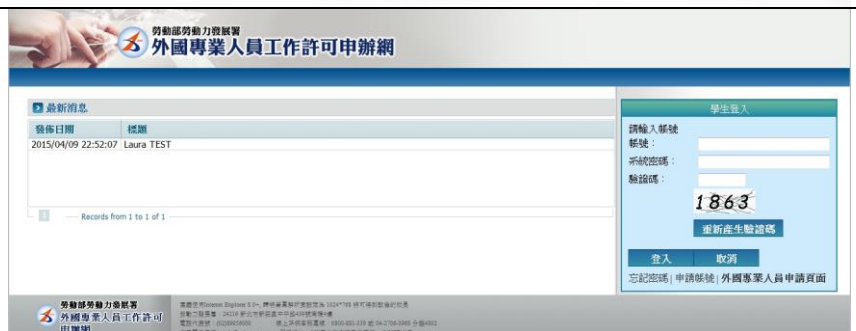 勞動部勞動力發展署
外國專業人員工作許可申辦網
最新消息
發佈日期 標題
2015/04/09 22:52:07 Laura TEST
1 Records from 1 to 1 of 1
學生登入
請輸入帳號
帳號：
系統密碼：
驗證碼：
1863
重新產生驗證碼
登入 取消
忘記密碼| 申請帳號| 外國專業人員申請頁面
勞動部勞動力發展署
外國專業人員工作許可
申辦網